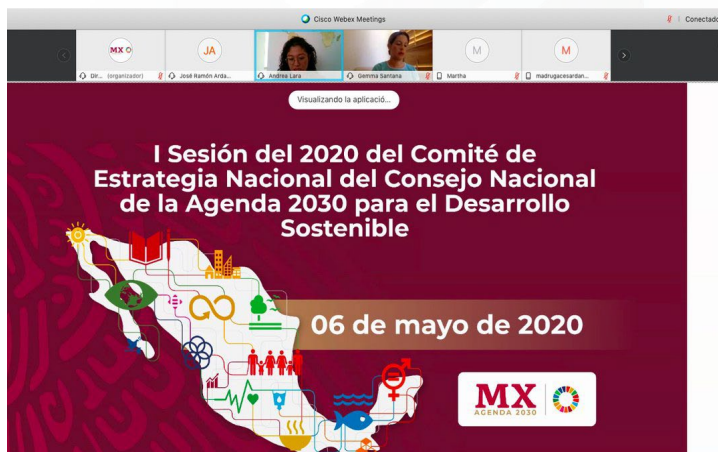 Cisco Webex Meetings
Conectado
MX
JA
M
M
(organizador)
José Ramón Arda...
Andrea Lara
Gemma Santana
Martha
madrugacesardan...
Visualizando la aplicació...
I Sesión del 2020 del Comité de
Estrategia Nacional del Consejo Nacional
de la Agenda 2030 para el Desarrollo
Sostenible
06 de mayo de 2020
MX
AGENDA 2030